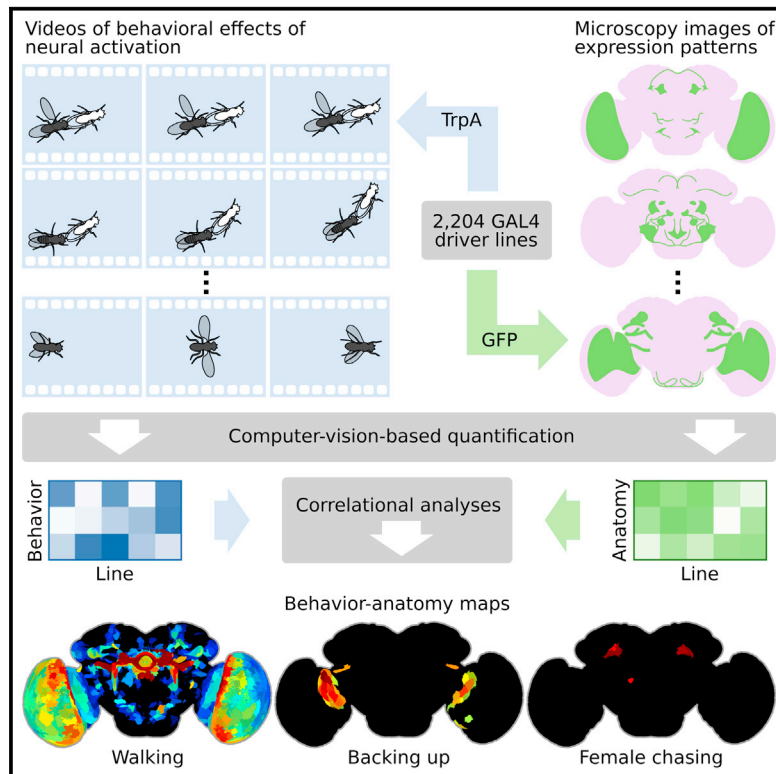 Videos of behavioral effects of
neural activation
Microscopy images of
expression patterns
TrpA
2,204 GAL4
driver lines
GFP
Computer-vision-based quantification
Behavior
Line
Correlational analyses
Anatomy
Line
Behavior-anatomy maps
Walking
Backing up
Female chasing